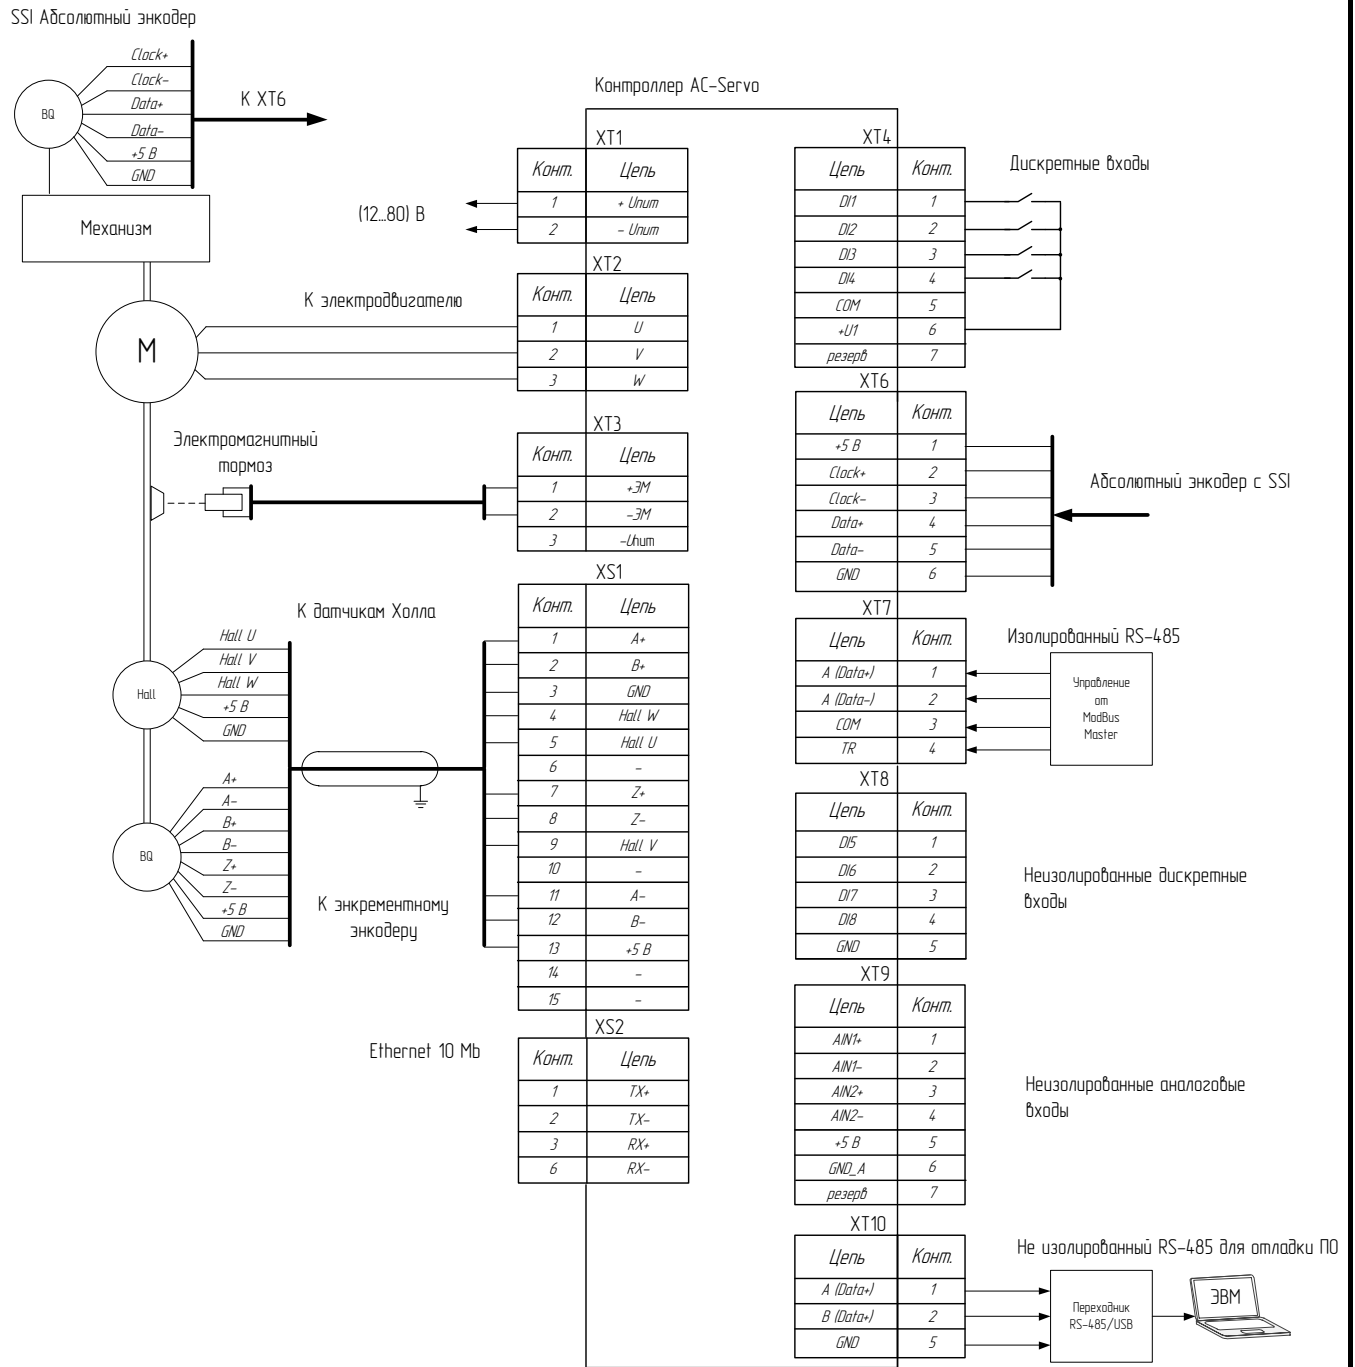 SSI Абсолютный энкодер
Clock+
Clock-
Data+
Data-
+5 В
GND
BQ
К XT6
Механизм
Контроллер AC-Servo
(12...80) В
XT1
Конт. Цепь
1 + Uпит
2 - Uпит
К электродвигателю
M
XT2
Конт. Цепь
1 U
2 V
3 W
Электромагнитный
тормоз
XT3
Конт. Цепь
1 +ЭМ
2 -ЭМ
3 -Uпит
К датчикам Холла
Hall U
Hall V
Hall W
+5 В
GND
Hall
A+
A-
B+
B-
Z+
Z-
+5 В
GND
BQ
К энкрементному
энкодеру
XS1
Конт. Цепь
1 A+
2 B+
3 GND
4 Hall W
5 Hall U
6 -
7 Z+
8 Z-
9 Hall V
10 -
11 A-
12 B-
13 +5 В
14 -
15 -
Ethernet 10 Mb
XS2
Конт. Цепь
1 TX+
2 TX-
3 RX+
6 RX-
XT4
Дискретные входы
Цепь Конт.
DI1 1
DI2 2
DI3 3
DI4 4
COM 5
+U1 6
резерв 7
XT6
Цепь Конт.
+5 В 1
Clock+ 2
Clock- 3
Data+ 4
Data- 5
GND 6
Абсолютный энкодер с SSI
XT7
Изолированный RS-485
Цепь Конт.
A (Data+) 1
A (Data-) 2
COM 3
TR 4
Управление
от
ModBus
Master
XT8
Цепь Конт.
DI5 1
DI6 2
DI7 3
DI8 4
GND 5
Неизолированные дискретные
входы
XT9
Цепь Конт.
AIN1+ 1
AIN1- 2
AIN2+ 3
AIN2- 4
+5 В 5
GND_A 6
резерв 7
Неизолированные аналоговые
входы
XT10
Не изолированный RS-485 для отладки ПО
Цепь Конт.
A (Data+) 1
B (Data+) 2
GND 5
Переходник
RS-485/USB
ЭВМ